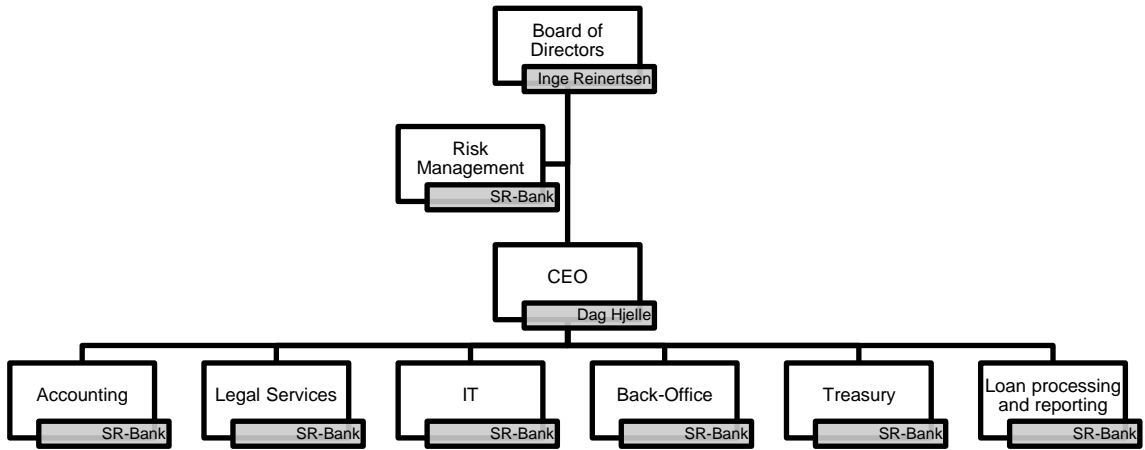 Board of
Directors
Inge Reinertsen
Risk
Management
SR-Bank
CEO
Dag Hjelle
Accounting
SR-Bank
Legal Services
SR-Bank
IT
SR-Bank
Back-Office
SR-Bank
Treasury
SR-Bank
Loan processing
and reporting
SR-Bank